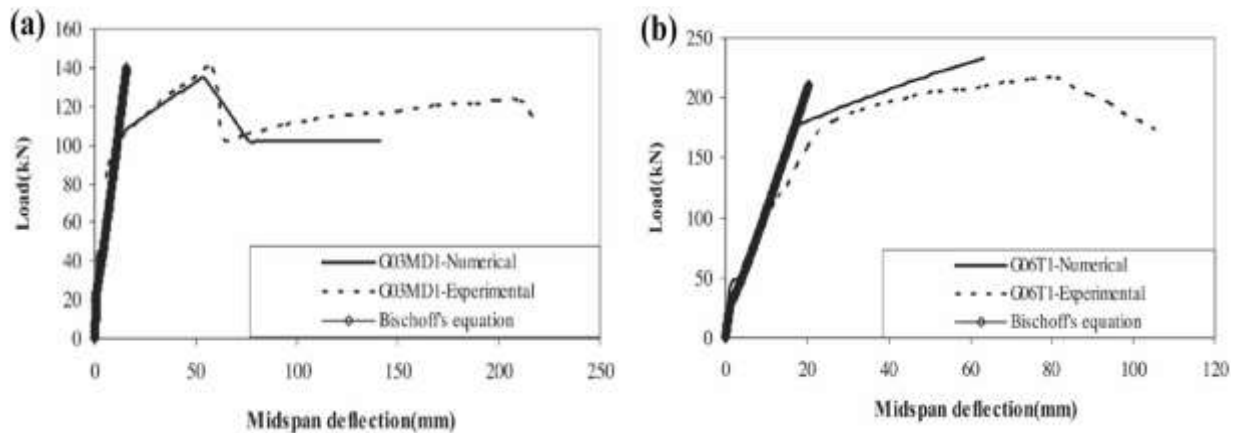 (a)
160
140
120
100
80
60
40
20
0
Load(kN)
G03MD1-Numerical
G03MD1-Experimental
Bischoff's equation
0 50 100 150 200 250
Midspan deflection(mm)
(b)
250
200
150
100
50
0
Load(kN)
G06T1-Numerical
G06T1-Experimental
Bischoff's equation
0 20 40 60 80 100 120
Midspan deflection(mm)